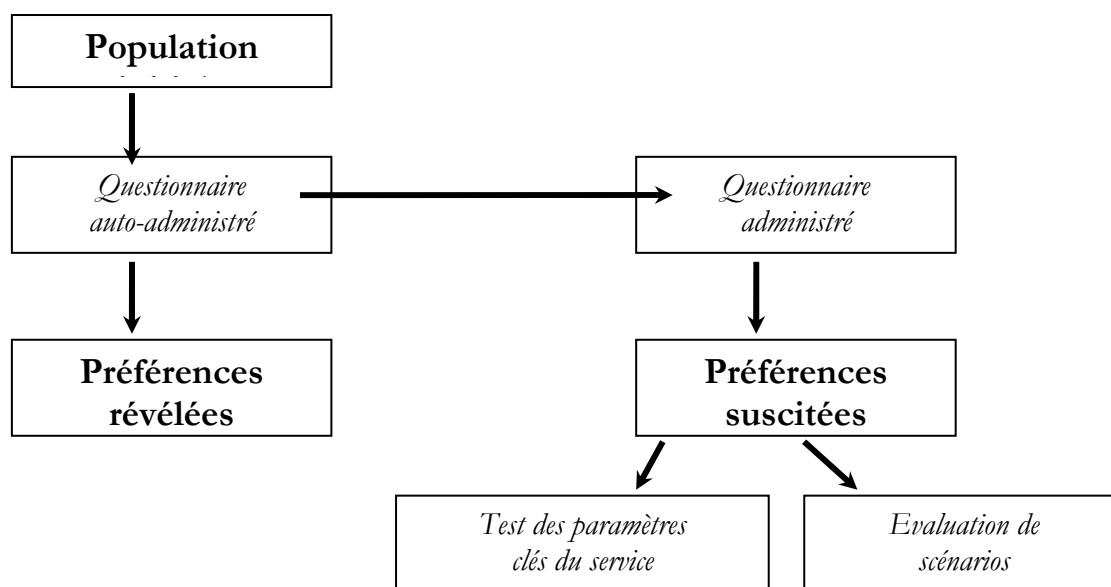 Population
Questionnaire
auto-administré
Questionnaire
administré
Préférences
révélées
Préférences
suscitées
Test des paramètres
clés du service
Evaluation de
scénarios